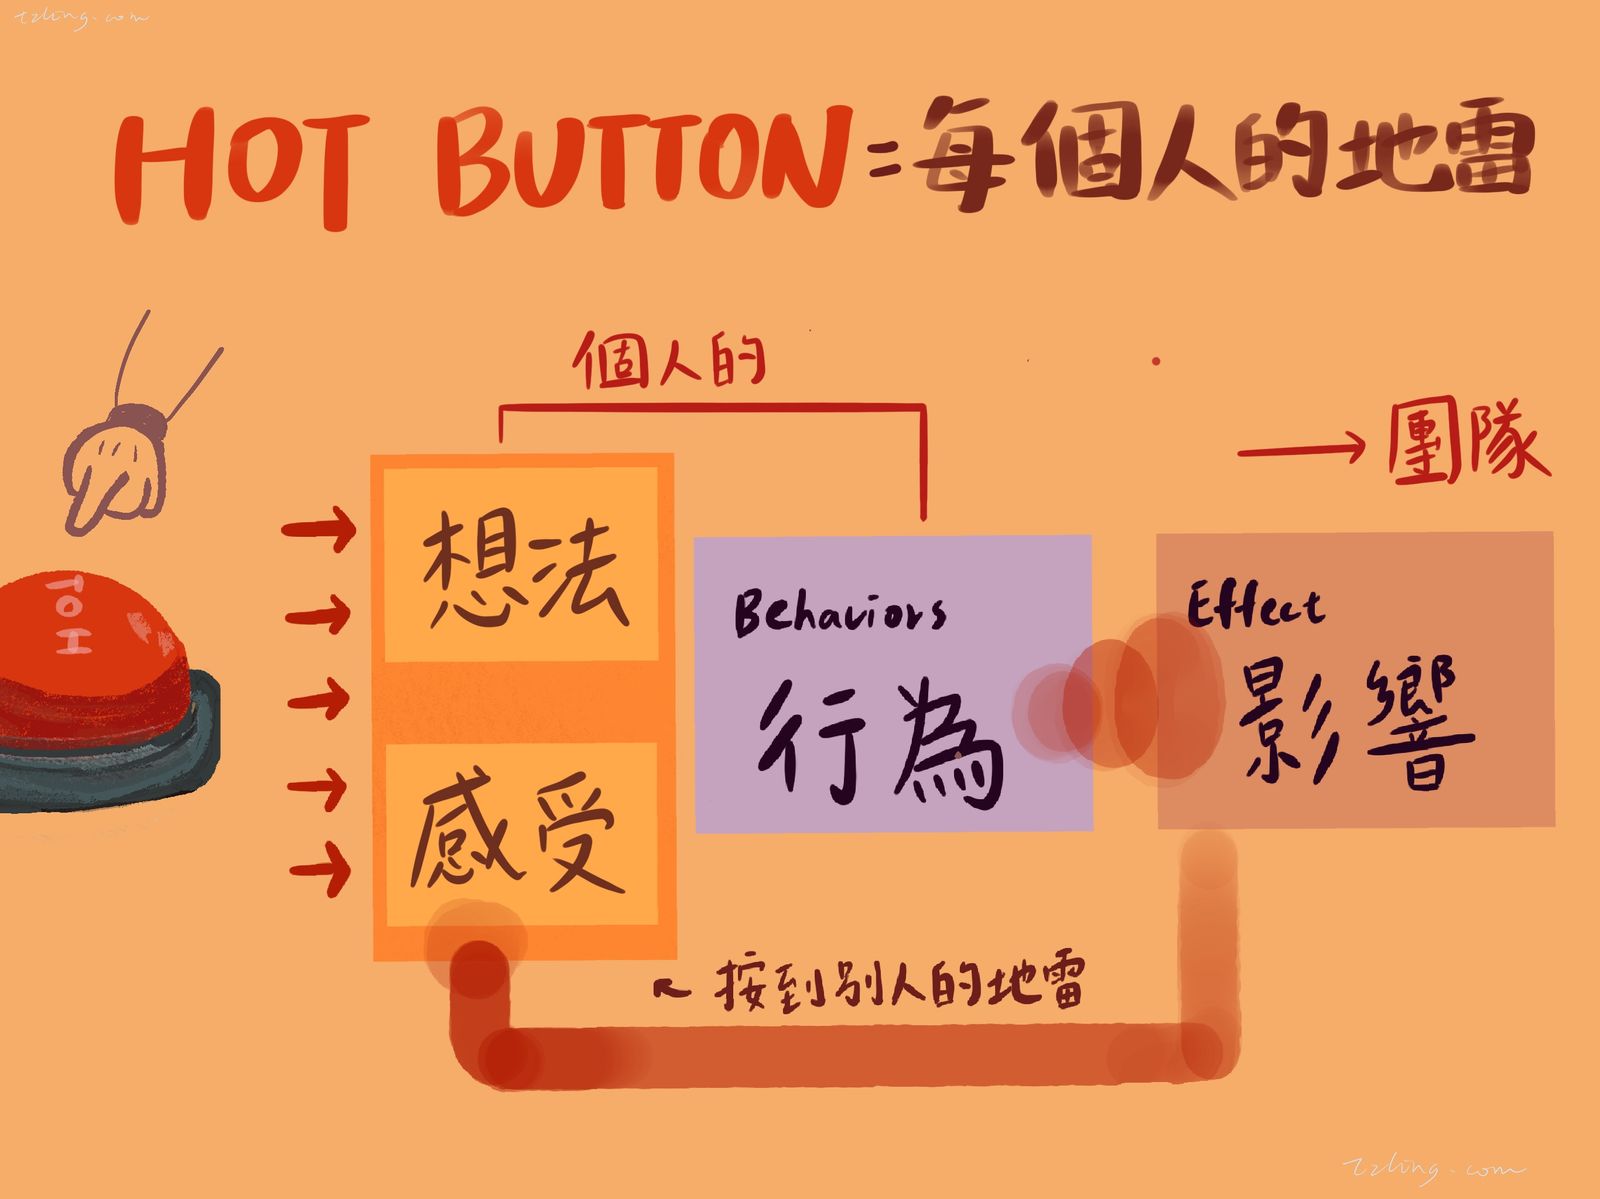 tzling.com
HOT BUTTON=每個人的地雷
個人的
→團隊
HOT
想法
感受
Behaviors
行為
Effect
影響
按到別人的地雷
tzling.com